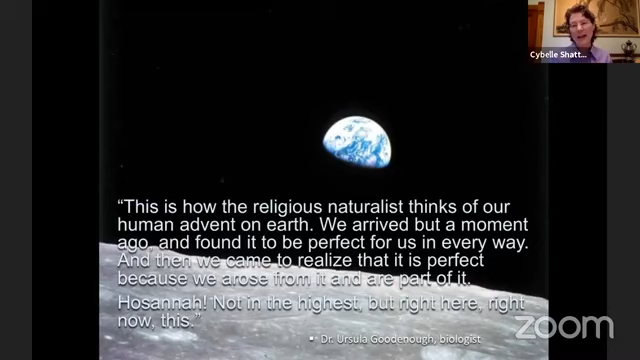 Cybelle Shatt...
“This is how the religious naturalist thinks of our
human advent on earth. We arrived but a moment
ago, and found it to be perfect for us in every way.
And then we came to realize that it is perfect
because we arose from it and are part of it.
Hosannah! Not in the highest, but right here, right
now, this.”
▪ Dr. Ursula Goodenough, biologist
zoom